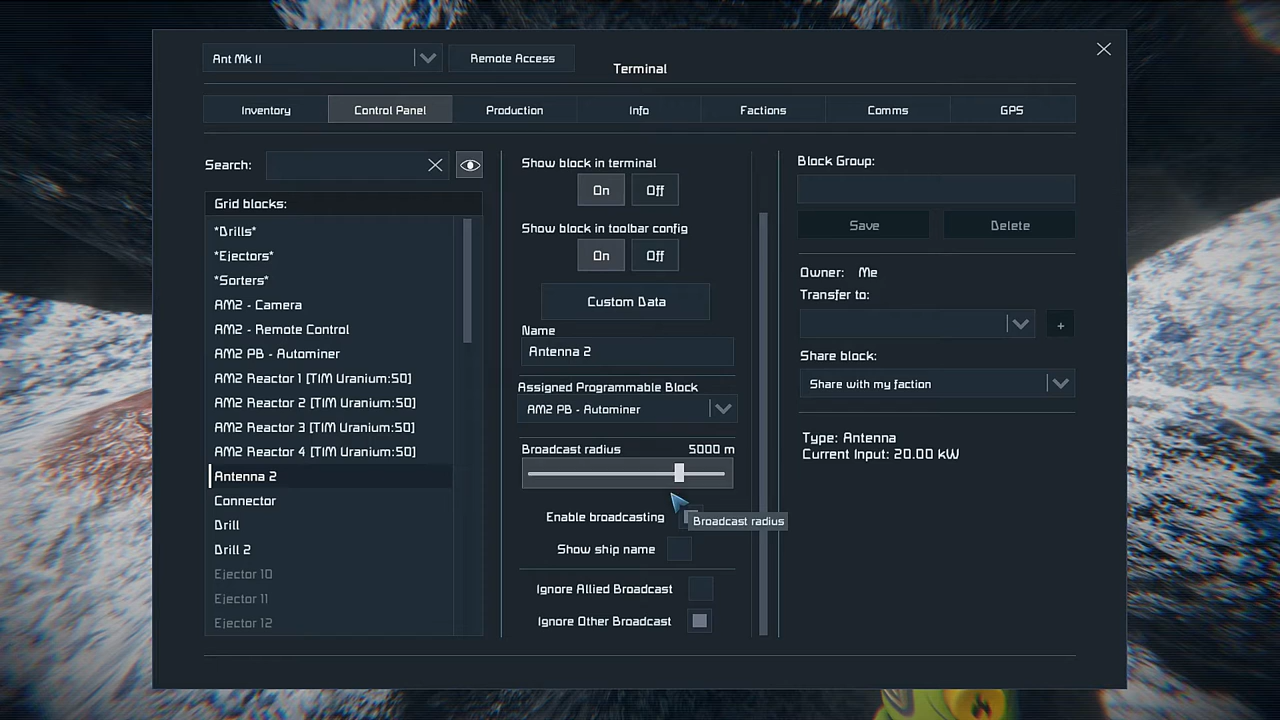 Ant Mk II
Remote Access
Terminal
Inventory
Control Panel
Production
Info
Factions
Comms
GPS
Search:
Grid blocks:
*Drills*
*Ejectors*
*Sorters*
AM2 - Camera
AM2 - Remote Control
AM2 PB - Autominer
AM2 Reactor 1 [TIM Uranium:50]
AM2 Reactor 2 [TIM Uranium:50]
AM2 Reactor 3 [TIM Uranium:50]
AM2 Reactor 4 [TIM Uranium:50]
Antenna 2
Connector
Drill
Drill 2
Ejector 10
Ejector 11
Ejector 12
Show block in terminal
On Off
Show block in toolbar config
On Off
Custom Data
Name
Antenna 2
Assigned Programmable Block
AM2 PB - Autominer
Broadcast radius 5000 m
Enable broadcasting
Broadcast radius
Show ship name
Ignore Allied Broadcast
Ignore Other Broadcast
Block Group:
Save Delete
Owner: Me
Transfer to:
+
Share block:
Share with my faction
Type: Antenna
Current Input: 20.00 kW